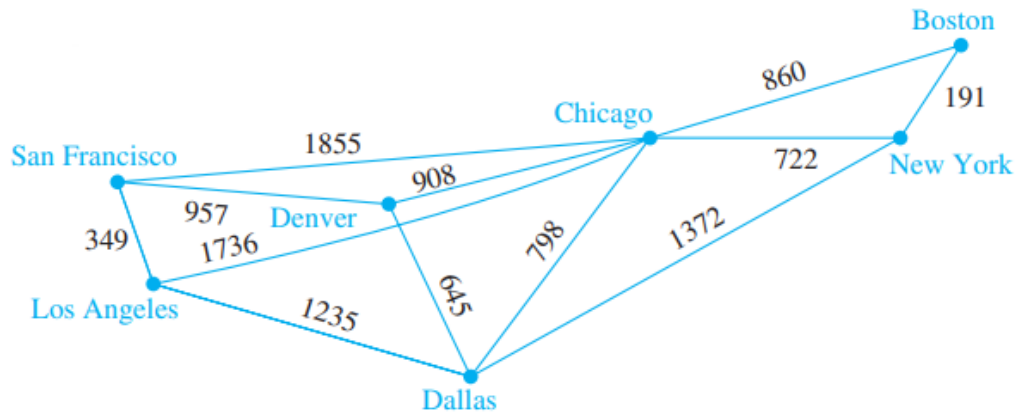 Boston
860
191
Chicago
1855
San Francisco
722
New York
908
957
Denver
349
1736
798
1372
645
Los Angeles
1235
Dallas